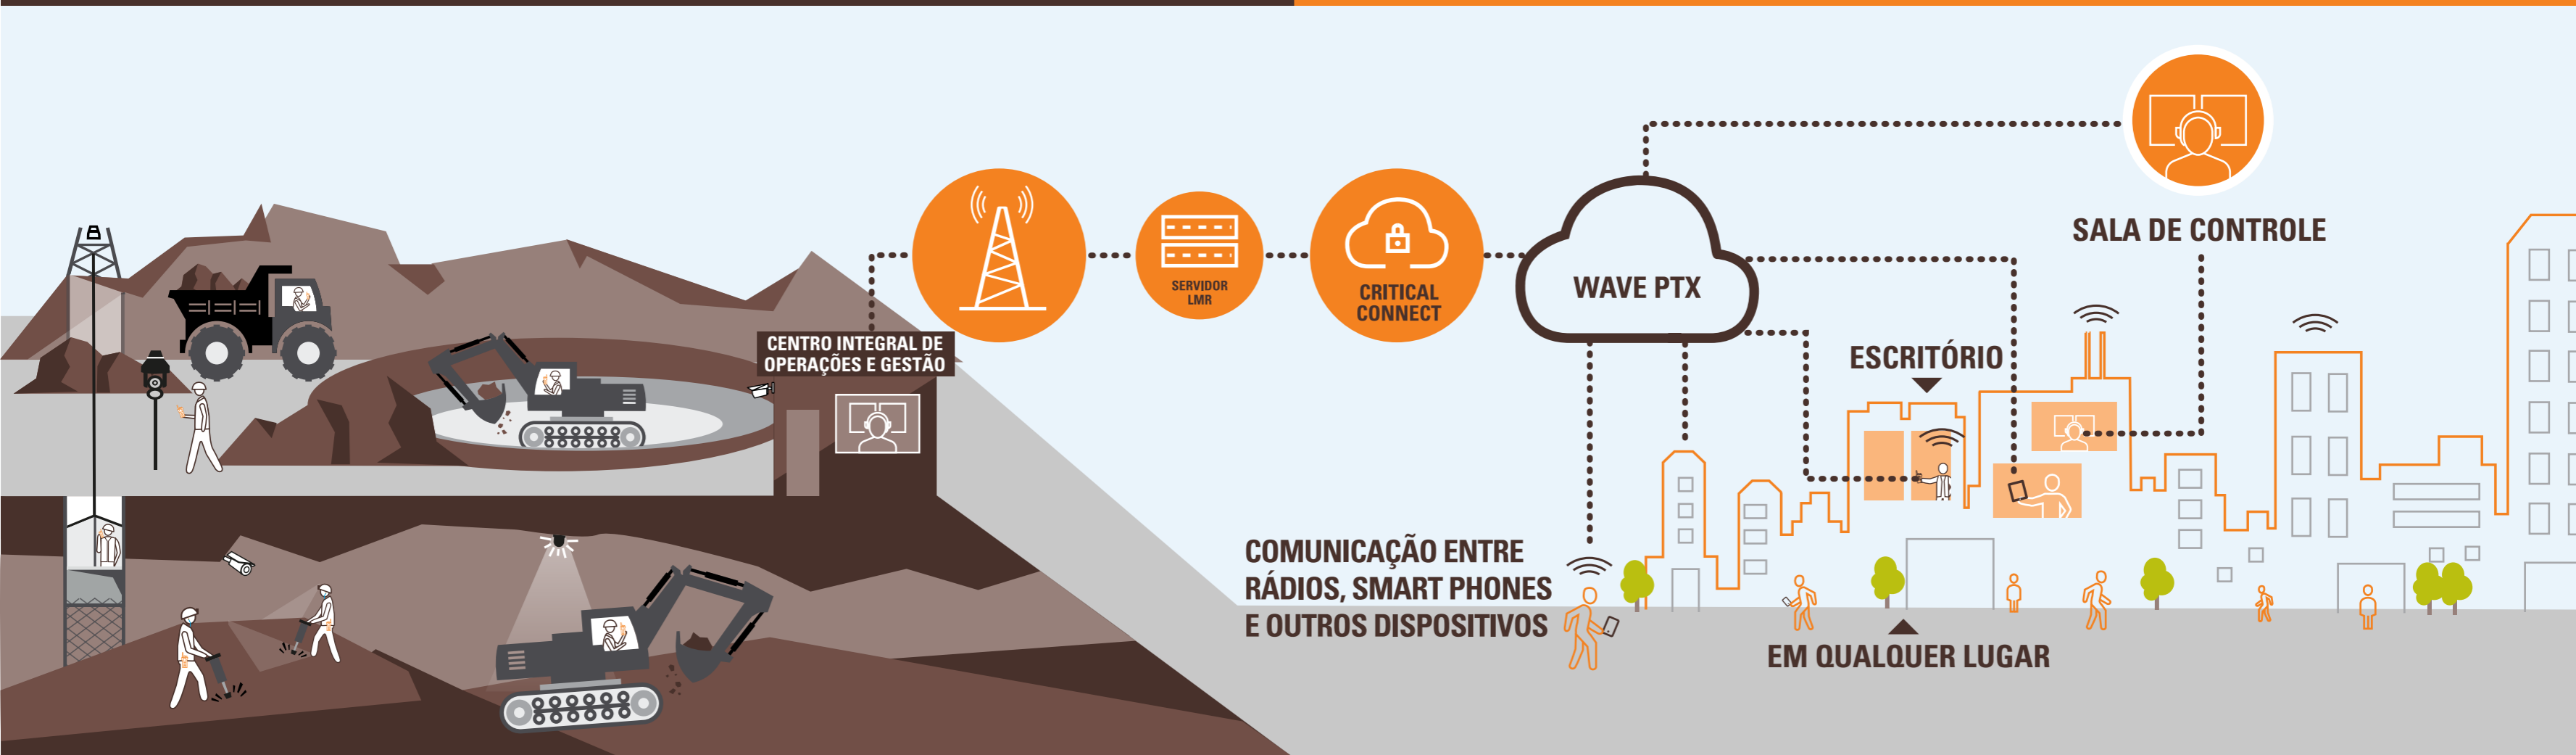 CENTRO INTEGRAL DE
OPERAÇÕES E GESTÃO
SERVIDOR
LMR
CRITICAL
CONNECT
WAVE PTX
SALA DE CONTROLE
ESCRITÓRIO
COMUNICAÇÃO ENTRE
RÁDIOS, SMART PHONES
E OUTROS DISPOSITIVOS
EM QUALQUER LUGAR